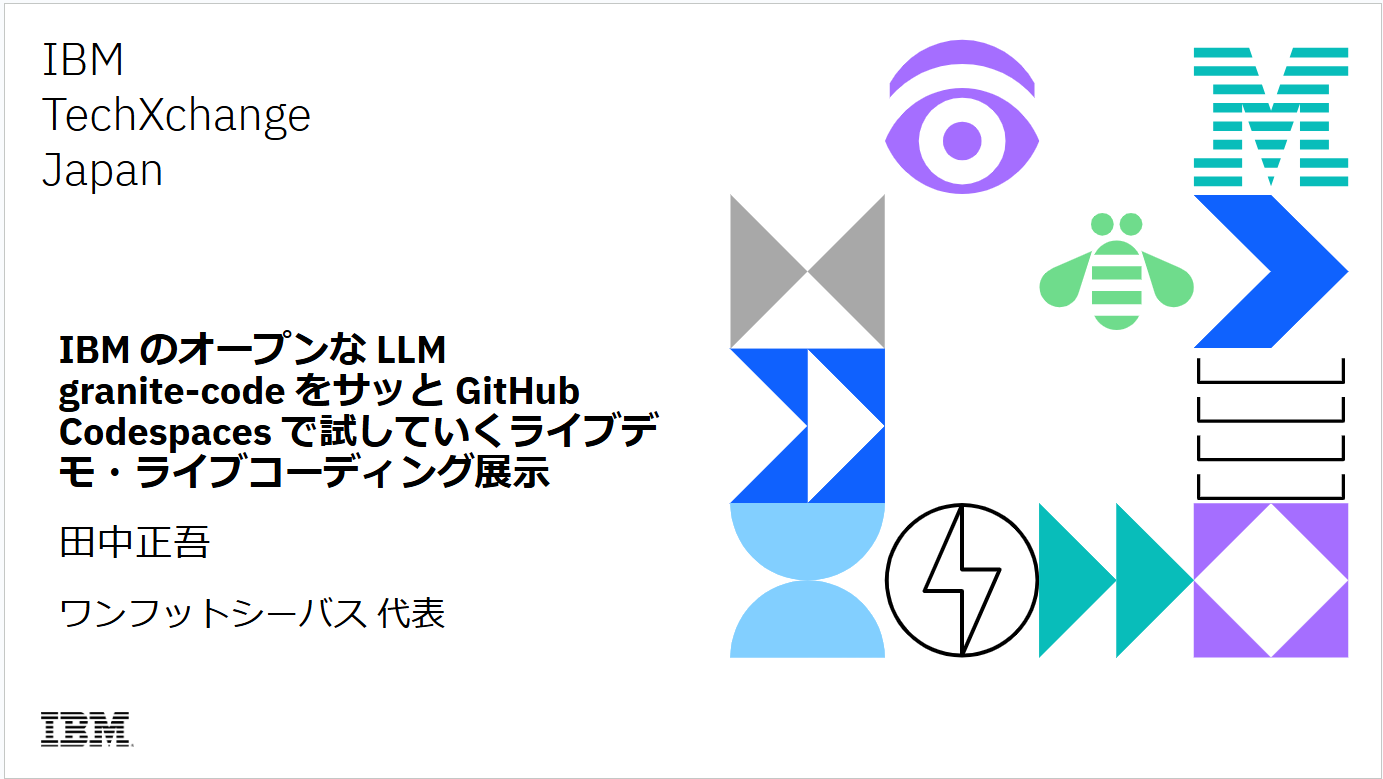 IBM
TechXchange
Japan
IBM のオープンな LLM
granite-code をサッと GitHub
Codespaces で試していくライブデ
モ・ライブコーディング展示
田中正吾
ワンフットシーバス 代表
IBM